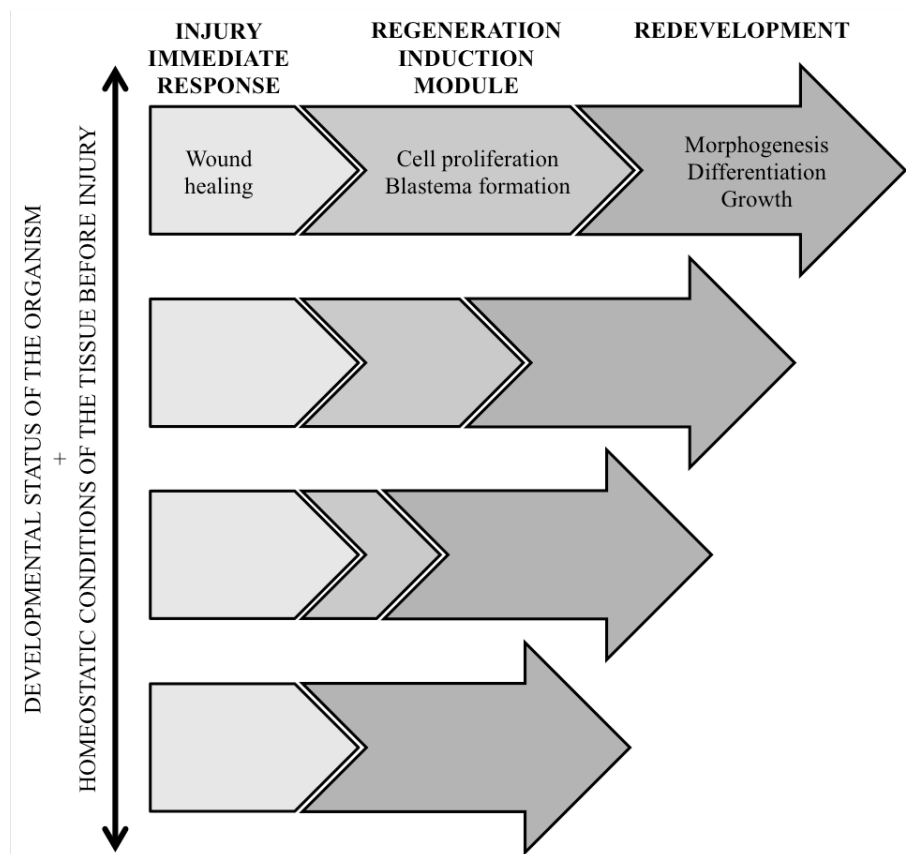 INJURY
IMMEDIATE
RESPONSE
REGENERATION
INDUCTION
MODULE
REDEVELOPMENT
Wound
healing
Cell proliferation
Blastema formation
Morphogenesis
Differentiation
Growth
DEVELOPMENTAL STATUS OF THE ORGANISM
+
HOMEOSTATIC CONDITIONS OF THE TISSUE BEFORE INJURY